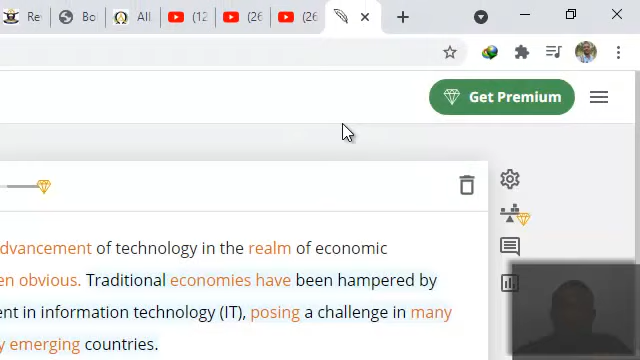 Re
Bo
All
(12
(26
(26
Get Premium
dvancement of technology in the realm of economic
en obvious. Traditional economies have been hampered by
ent in information technology (IT), posing a challenge in many
y emerging countries.